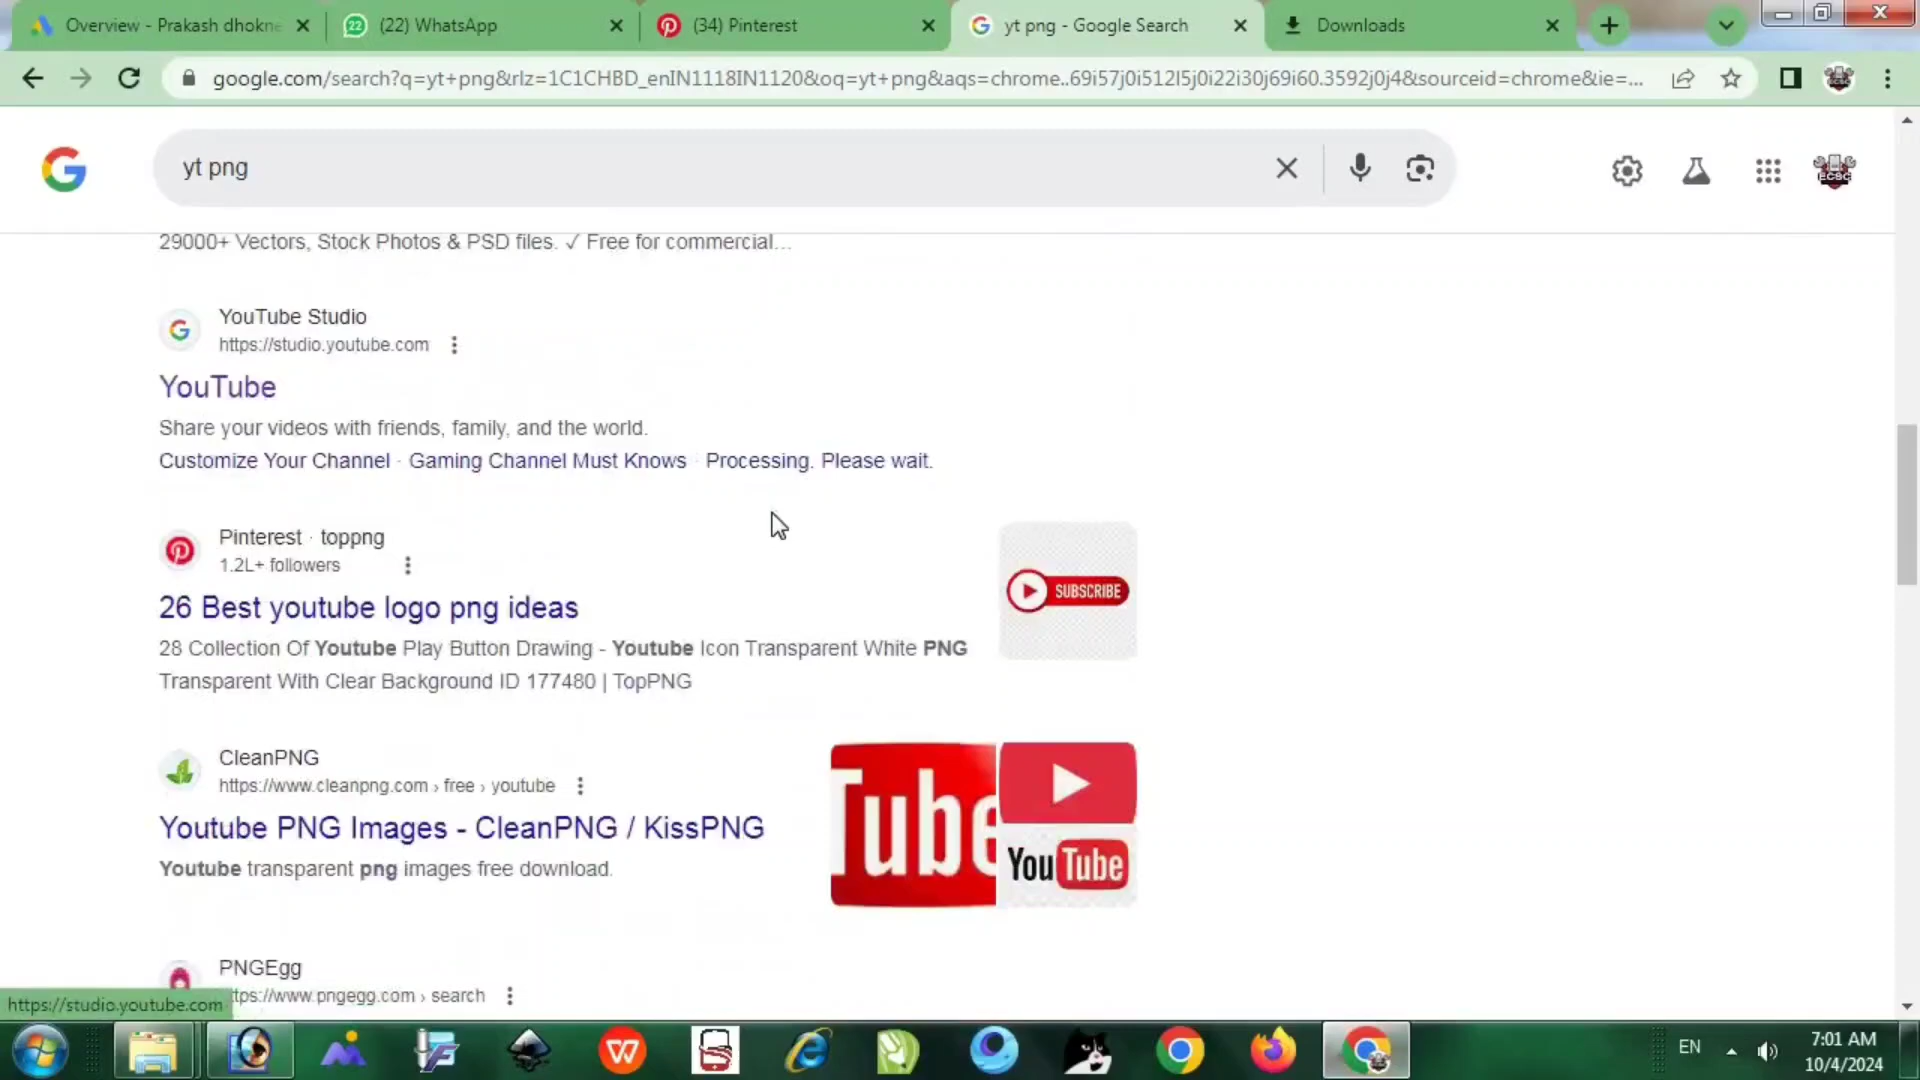 Overview - Prakash dhokne
(22) WhatsApp
(34) Pinterest
yt png - Google Search
Downloads
google.com/search?q=yt+png&rlz=1C1CHBD_enIN1118IN1120&oq=yt+png&aqs=chrome..69i57j0i512l5j0i22i30j69i60.3592j0j4&sourceid=chrome&ie=...
yt png
ECSC
29000+ Vectors, Stock Photos & PSD files. ✓ Free for commercial...
YouTube Studio
https://studio.youtube.com
YouTube
Share your videos with friends, family, and the world.
Customize Your Channel · Gaming Channel Must Knows · Processing. Please wait.
Pinterest · toppng
1.2L+ followers
26 Best youtube logo png ideas
28 Collection Of Youtube Play Button Drawing - Youtube Icon Transparent White PNG
Transparent With Clear Background ID 177480 | TopPNG
SUBSCRIBE
CleanPNG
https://www.cleanpng.com › free › youtube
Youtube PNG Images - CleanPNG / KissPNG
Youtube transparent png images free download.
Tube
YouTube
PNGEgg
https://studio.youtube.com
ttps://www.pngegg.com › search
EN
7:01 AM
10/4/2024